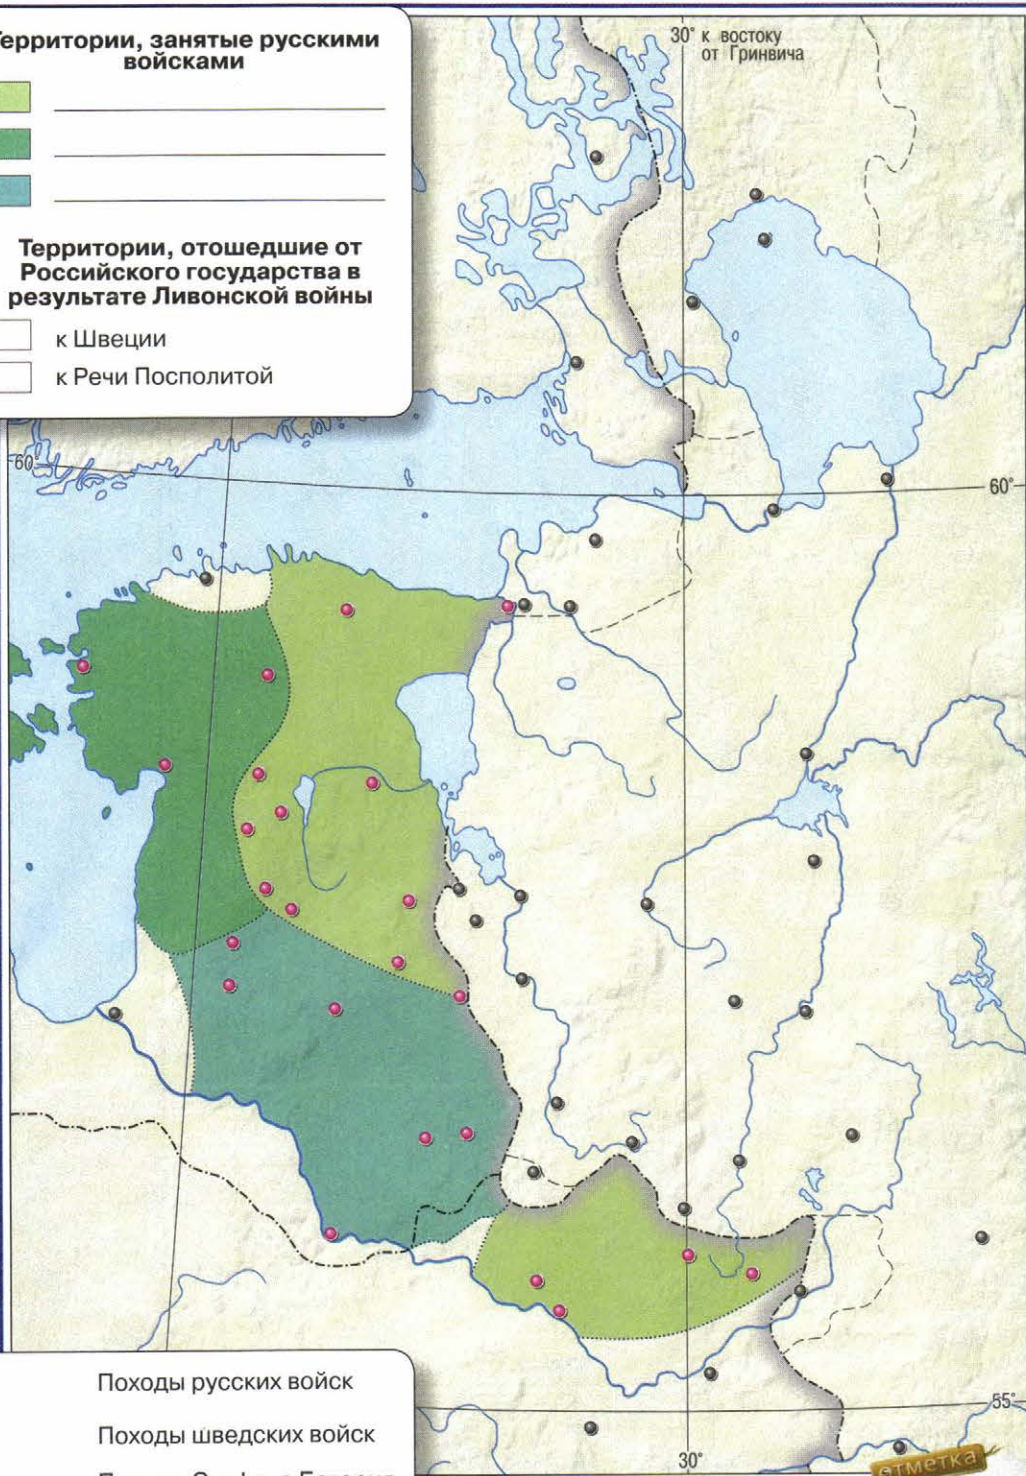 Территории, занятые русскими
войсками
Территории, отошедшие от
Российского государства в
результате Ливонской войны
к Швеции
к Речи Посполитой
30° к востоку
от Гринвича
60°
60°
Походы русских войск
Походы шведских войск
55°
30°
отметка